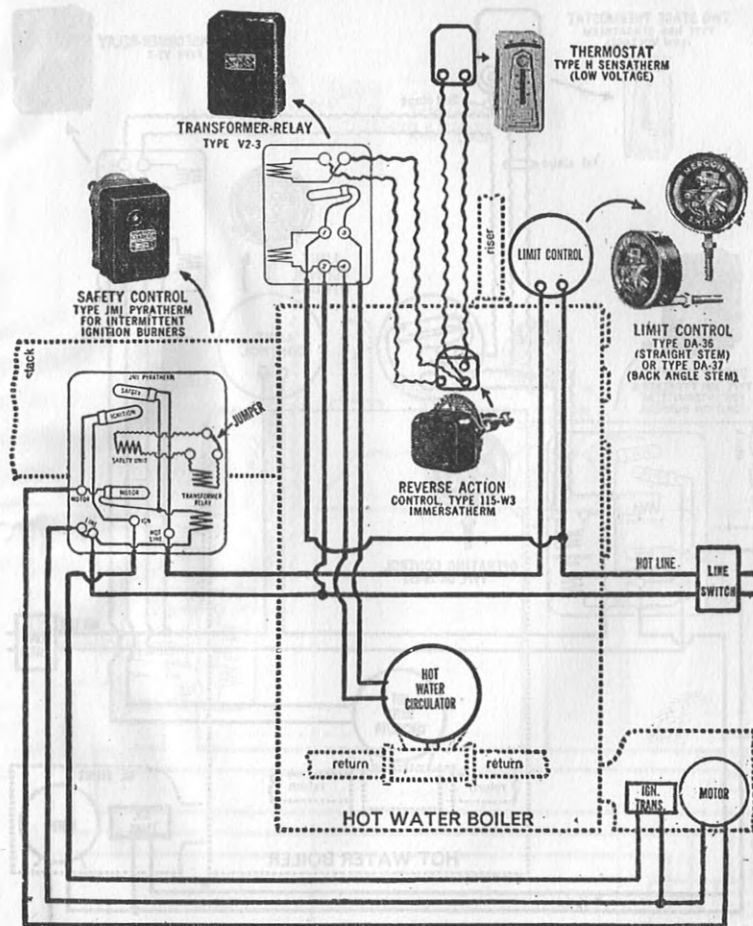 THERMOSTAT
TYPE H SENSATHERM
(LOW VOLTAGE)
TRANSFORMER-RELAY
TYPE V2-3
MERCOID
riser
LIMIT CONTROL
SAFETY CONTROL
TYPE JM1 PYRATHERM
FOR INTERMITTENT
IGNITION BURNERS
LIMIT CONTROL
TYPE DA-36
(STRAIGHT STEM)
OR TYPE DA-37
(BACK ANGLE STEM)
stack
JM1 PYRATHERM
SAFETY
IGNITION
JUMPER
SAFETY UNIT
MOTOR
MOTOR
TRANSFORMER
RELAY
LINE
IGN
HOT
LINE
REVERSE ACTION
CONTROL, TYPE 115-W3
IMMERSATHERM
HOT LINE
LINE
SWITCH
HOT
WATER
CIRCULATOR
return
return
IGN.
TRANS.
MOTOR
HOT WATER BOILER